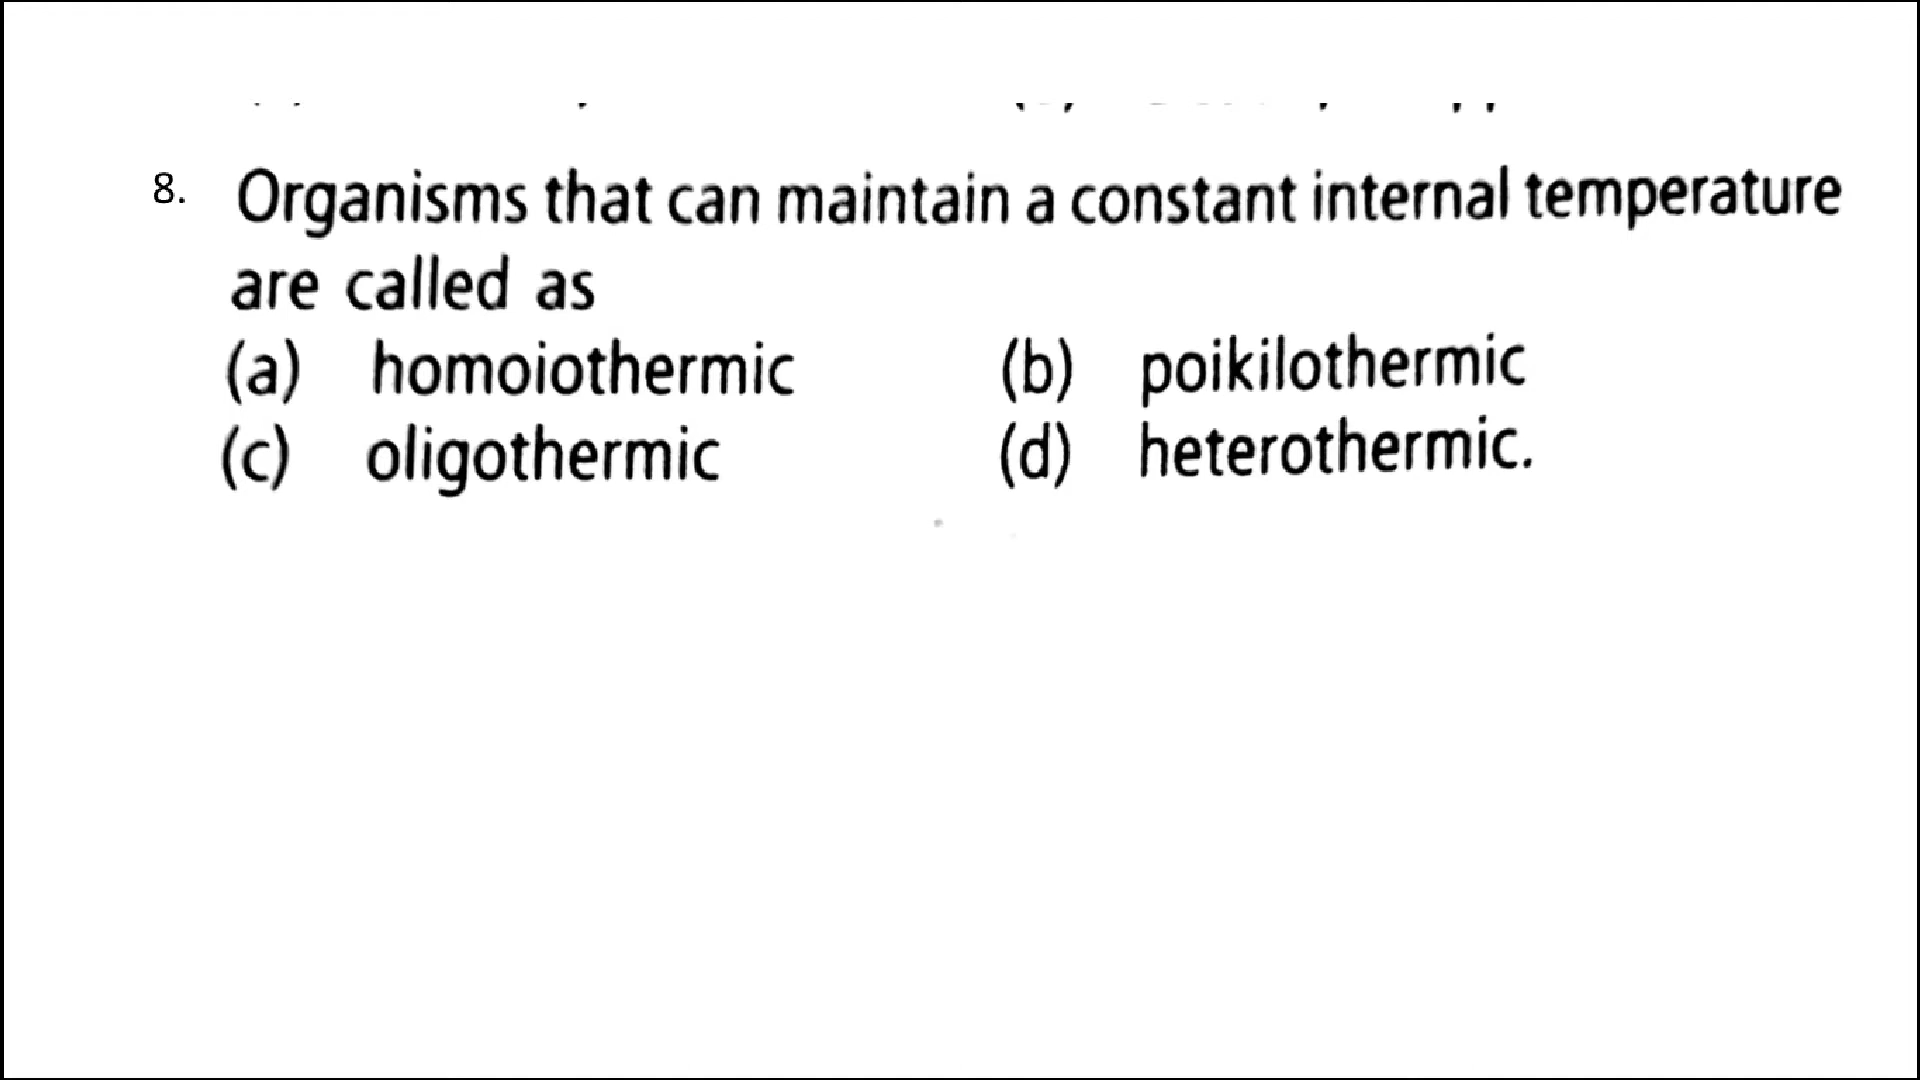 8. Organisms that can maintain a constant internal temperature
are called as
(a) homoiothermic (b) poikilothermic
(c) oligothermic (d) heterothermic.